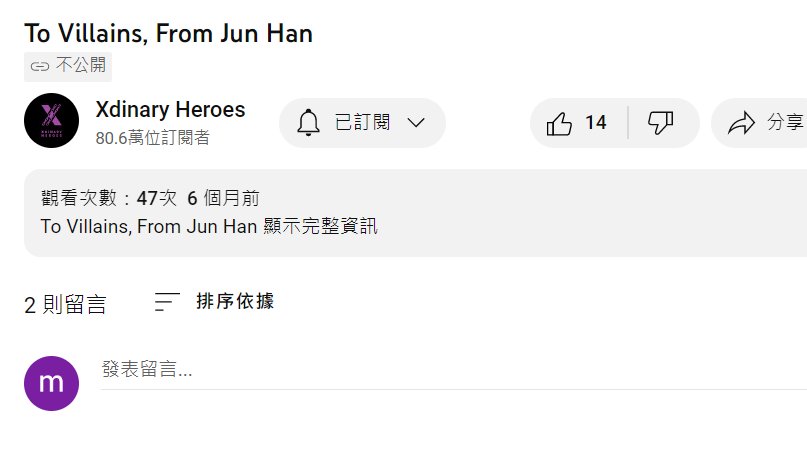 To Villains, From Jun Han
不公開
X
XDINARY
HEROES
Xdinary Heroes
80.6萬位訂閱者
已訂閱
14
分享
觀看次數：47次 6 個月前
To Villains, From Jun Han 顯示完整資訊
2 則留言
排序依據
m
發表留言...